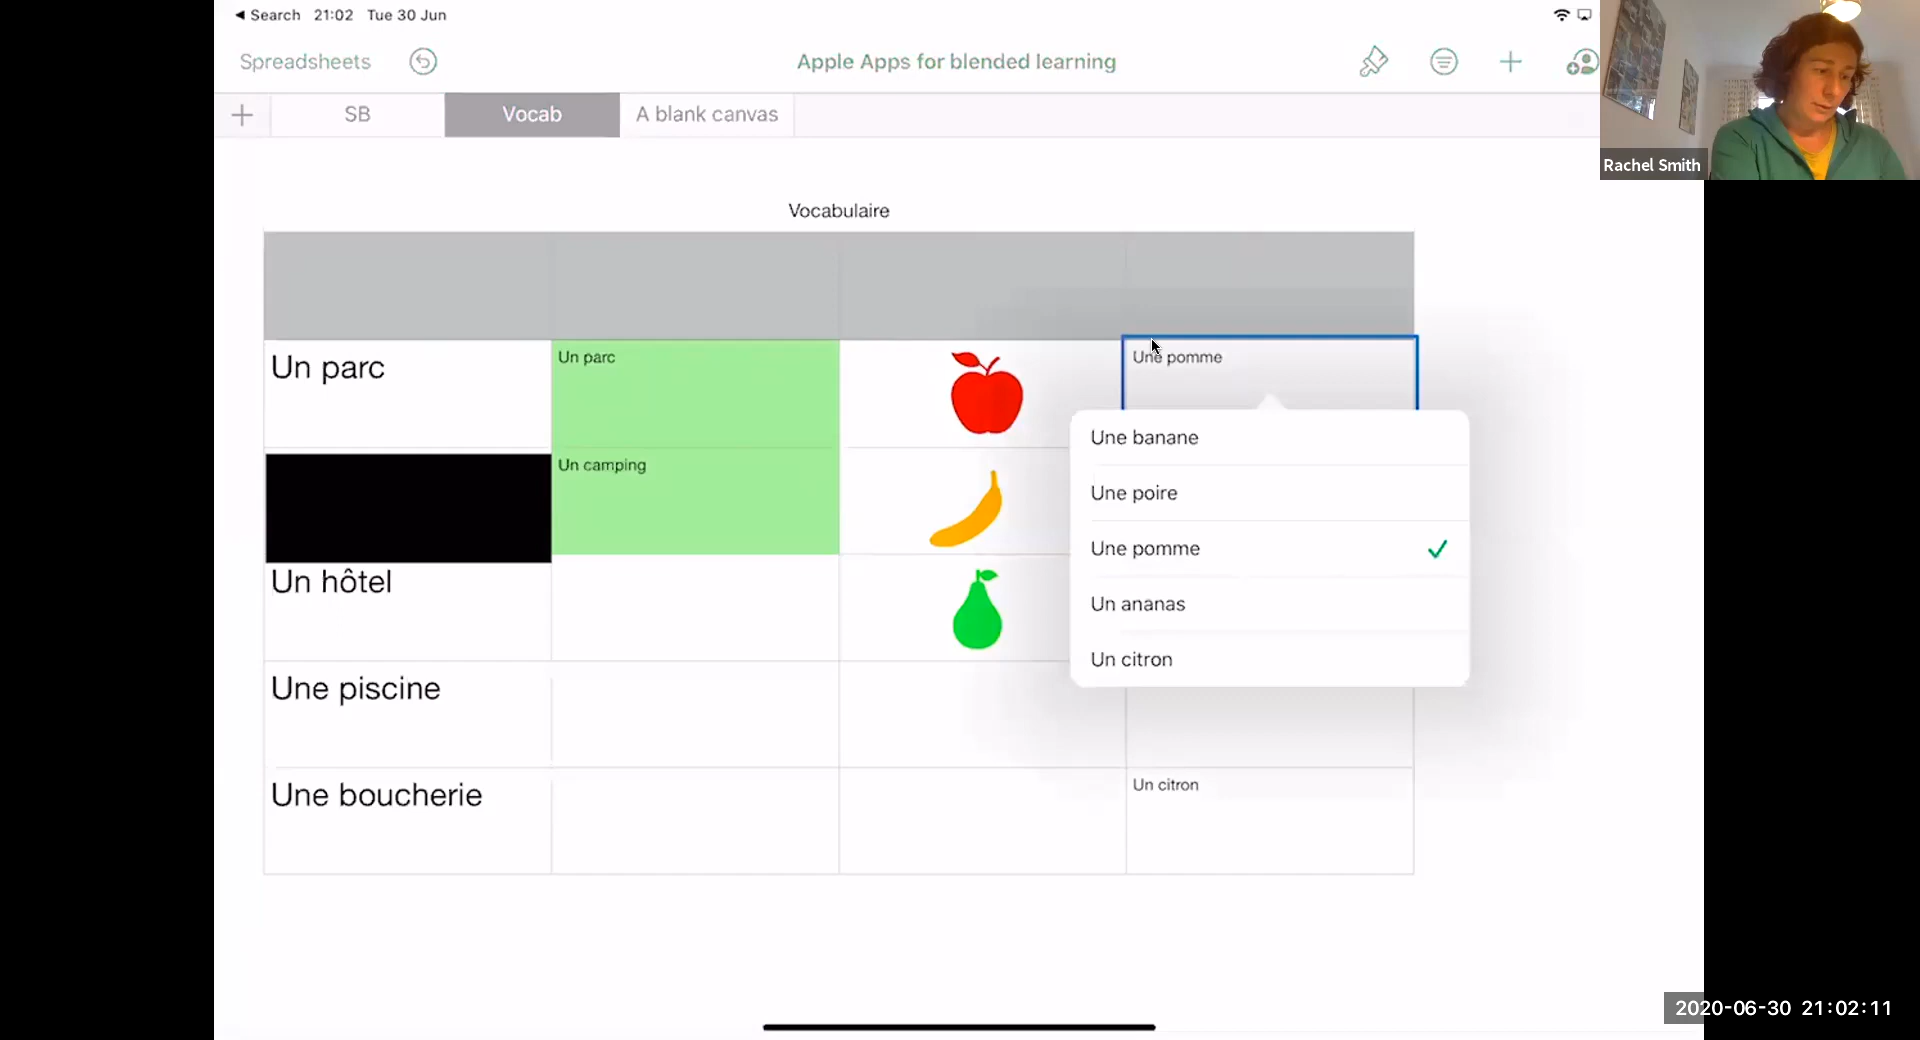 Search 21:02 Tue 30 Jun
Spreadsheets
Apple Apps for blended learning
SB
Vocab
A blank canvas
Rachel Smith
Vocabulaire
Un parc
Un parc
Une pomme
Une banane
Un camping
Une poire
Une pomme
Un hôtel
Un ananas
Un citron
Une piscine
Une boucherie
Un citron
2020-06-30 21:02:11